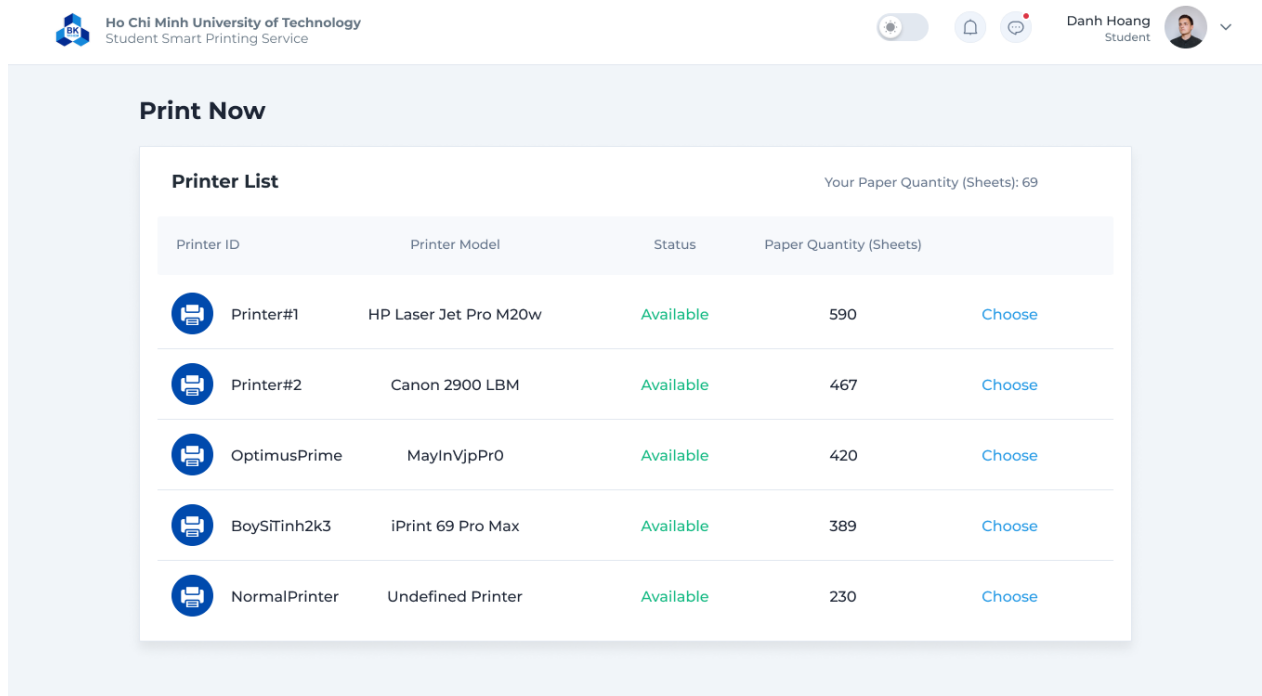 BK
Ho Chi Minh University of Technology
Student Smart Printing Service
Danh Hoang
Student
Print Now
Printer List
Your Paper Quantity (Sheets): 69
Printer ID Printer Model Status Paper Quantity (Sheets)
Printer#1 HP Laser Jet Pro M20w Available 590 Choose
Printer#2 Canon 2900 LBM Available 467 Choose
OptimusPrime MayInVjpPr0 Available 420 Choose
BoySiTinh2k3 iPrint 69 Pro Max Available 389 Choose
NormalPrinter Undefined Printer Available 230 Choose